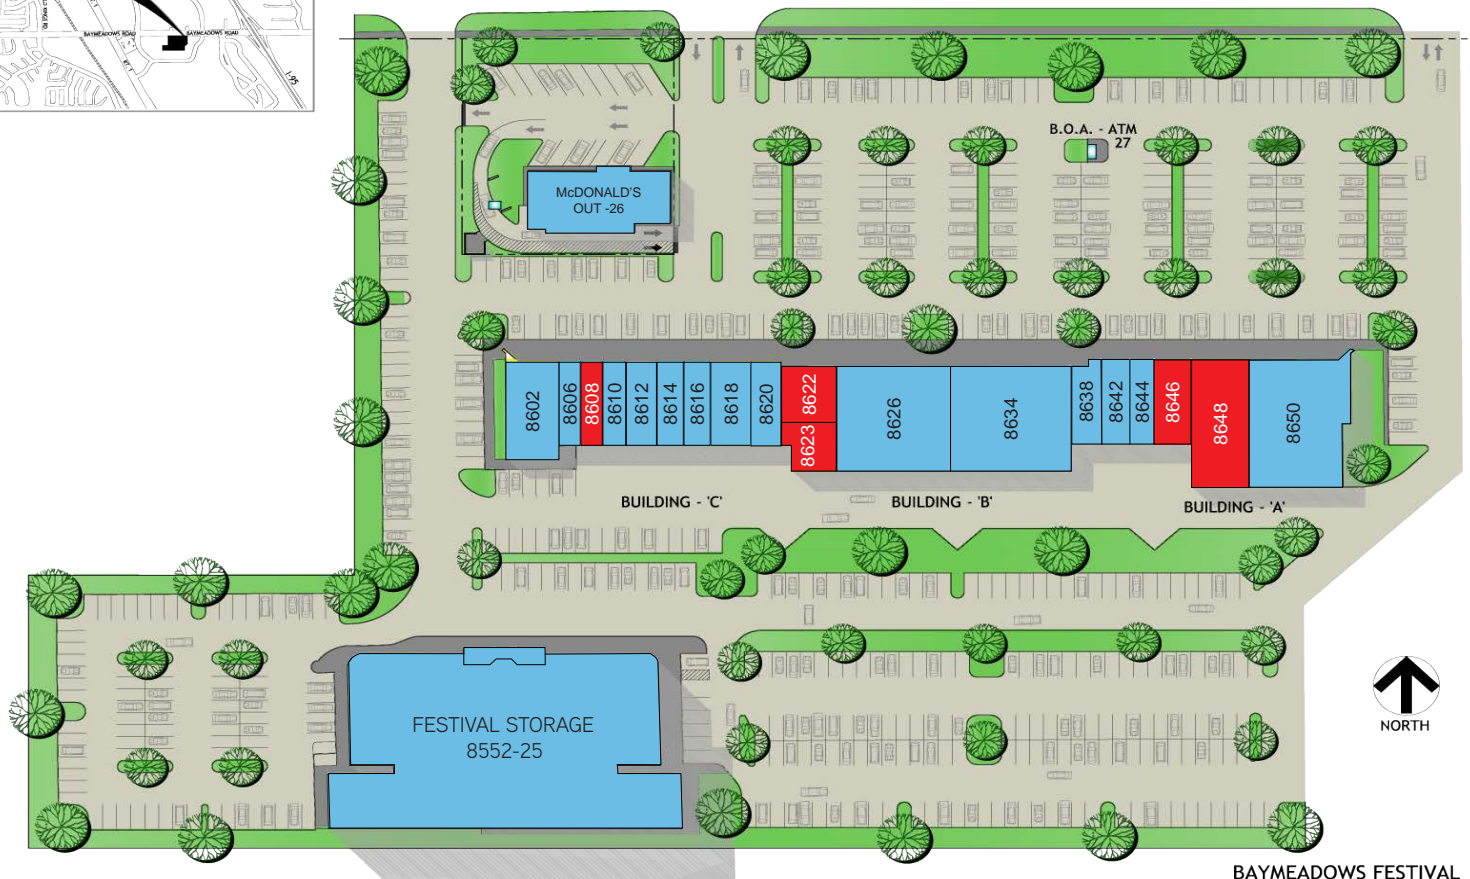 BAYMEADOWS ROAD
BAYMEADOWS ROAD
I-95
B.O.A. - ATM
27
McDONALD'S
OUT -26
8602
8606
8608
8610
8612
8614
8616
8618
8620
8622
8623
8626
8634
8638
8642
8644
8646
8648
8650
BUILDING - 'C'
BUILDING - 'B'
BUILDING - 'A'
FESTIVAL STORAGE
8552-25
NORTH
BAYMEADOWS FESTIVAL